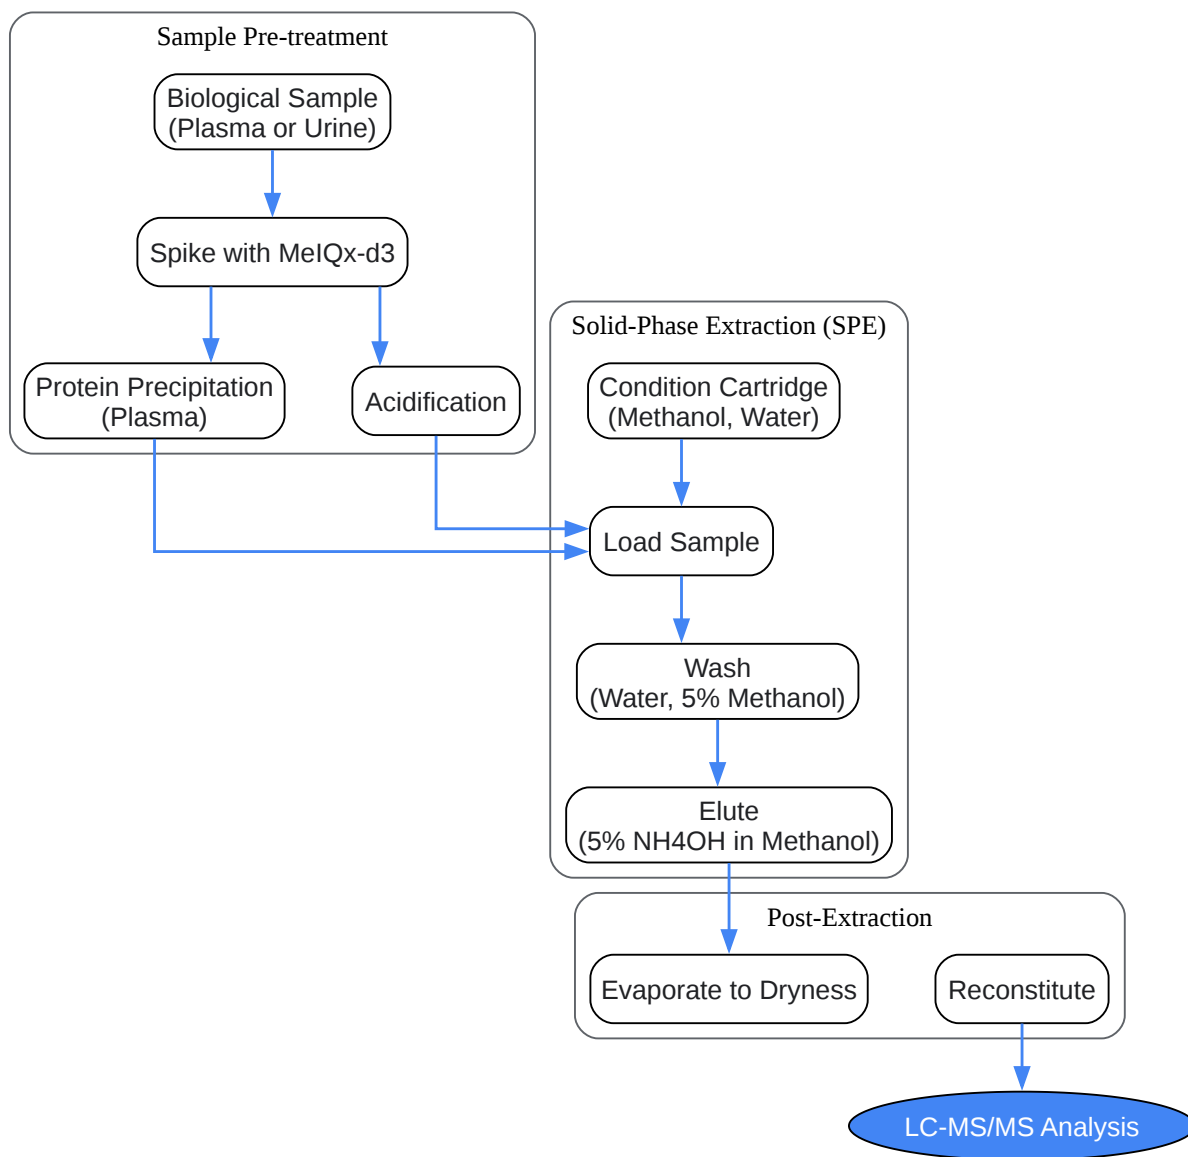 Sample Pre-treatment
Biological Sample
(Plasma or Urine)
Spike with MeIQx-d3
Protein Precipitation
(Plasma)
Acidification
Solid-Phase Extraction (SPE)
Condition Cartridge
(Methanol, Water)
Load Sample
Wash
(Water, 5% Methanol)
Elute
(5% NH4OH in Methanol)
Post-Extraction
Evaporate to Dryness
Reconstitute
LC-MS/MS Analysis